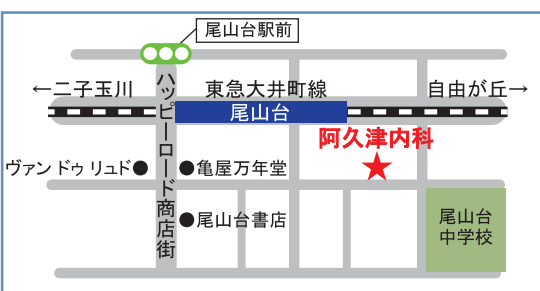 尾山台駅前
←二子玉川
東急大井町線
自由が丘→
尾山台
ハッピーロード商店街
阿久津内科
ヴァン ドゥ リュド●
●亀屋万年堂
●尾山台書店
尾山台
中学校